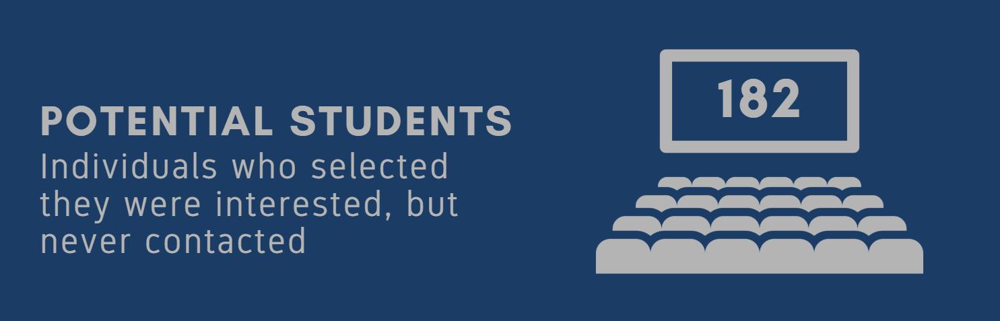 POTENTIAL STUDENTS
Individuals who selected
they were interested, but
never contacted
182